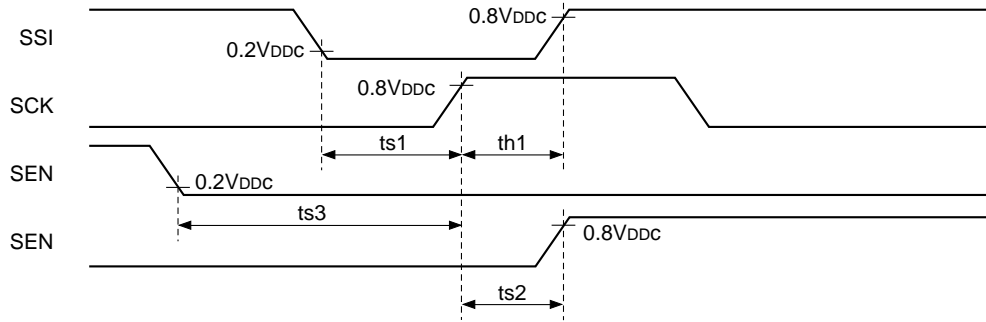 SSI
0.8VDDC
0.2VDDC
SCK
0.8VDDC
ts1
th1
SEN
0.2VDDC
ts3
SEN
0.8VDDC
ts2